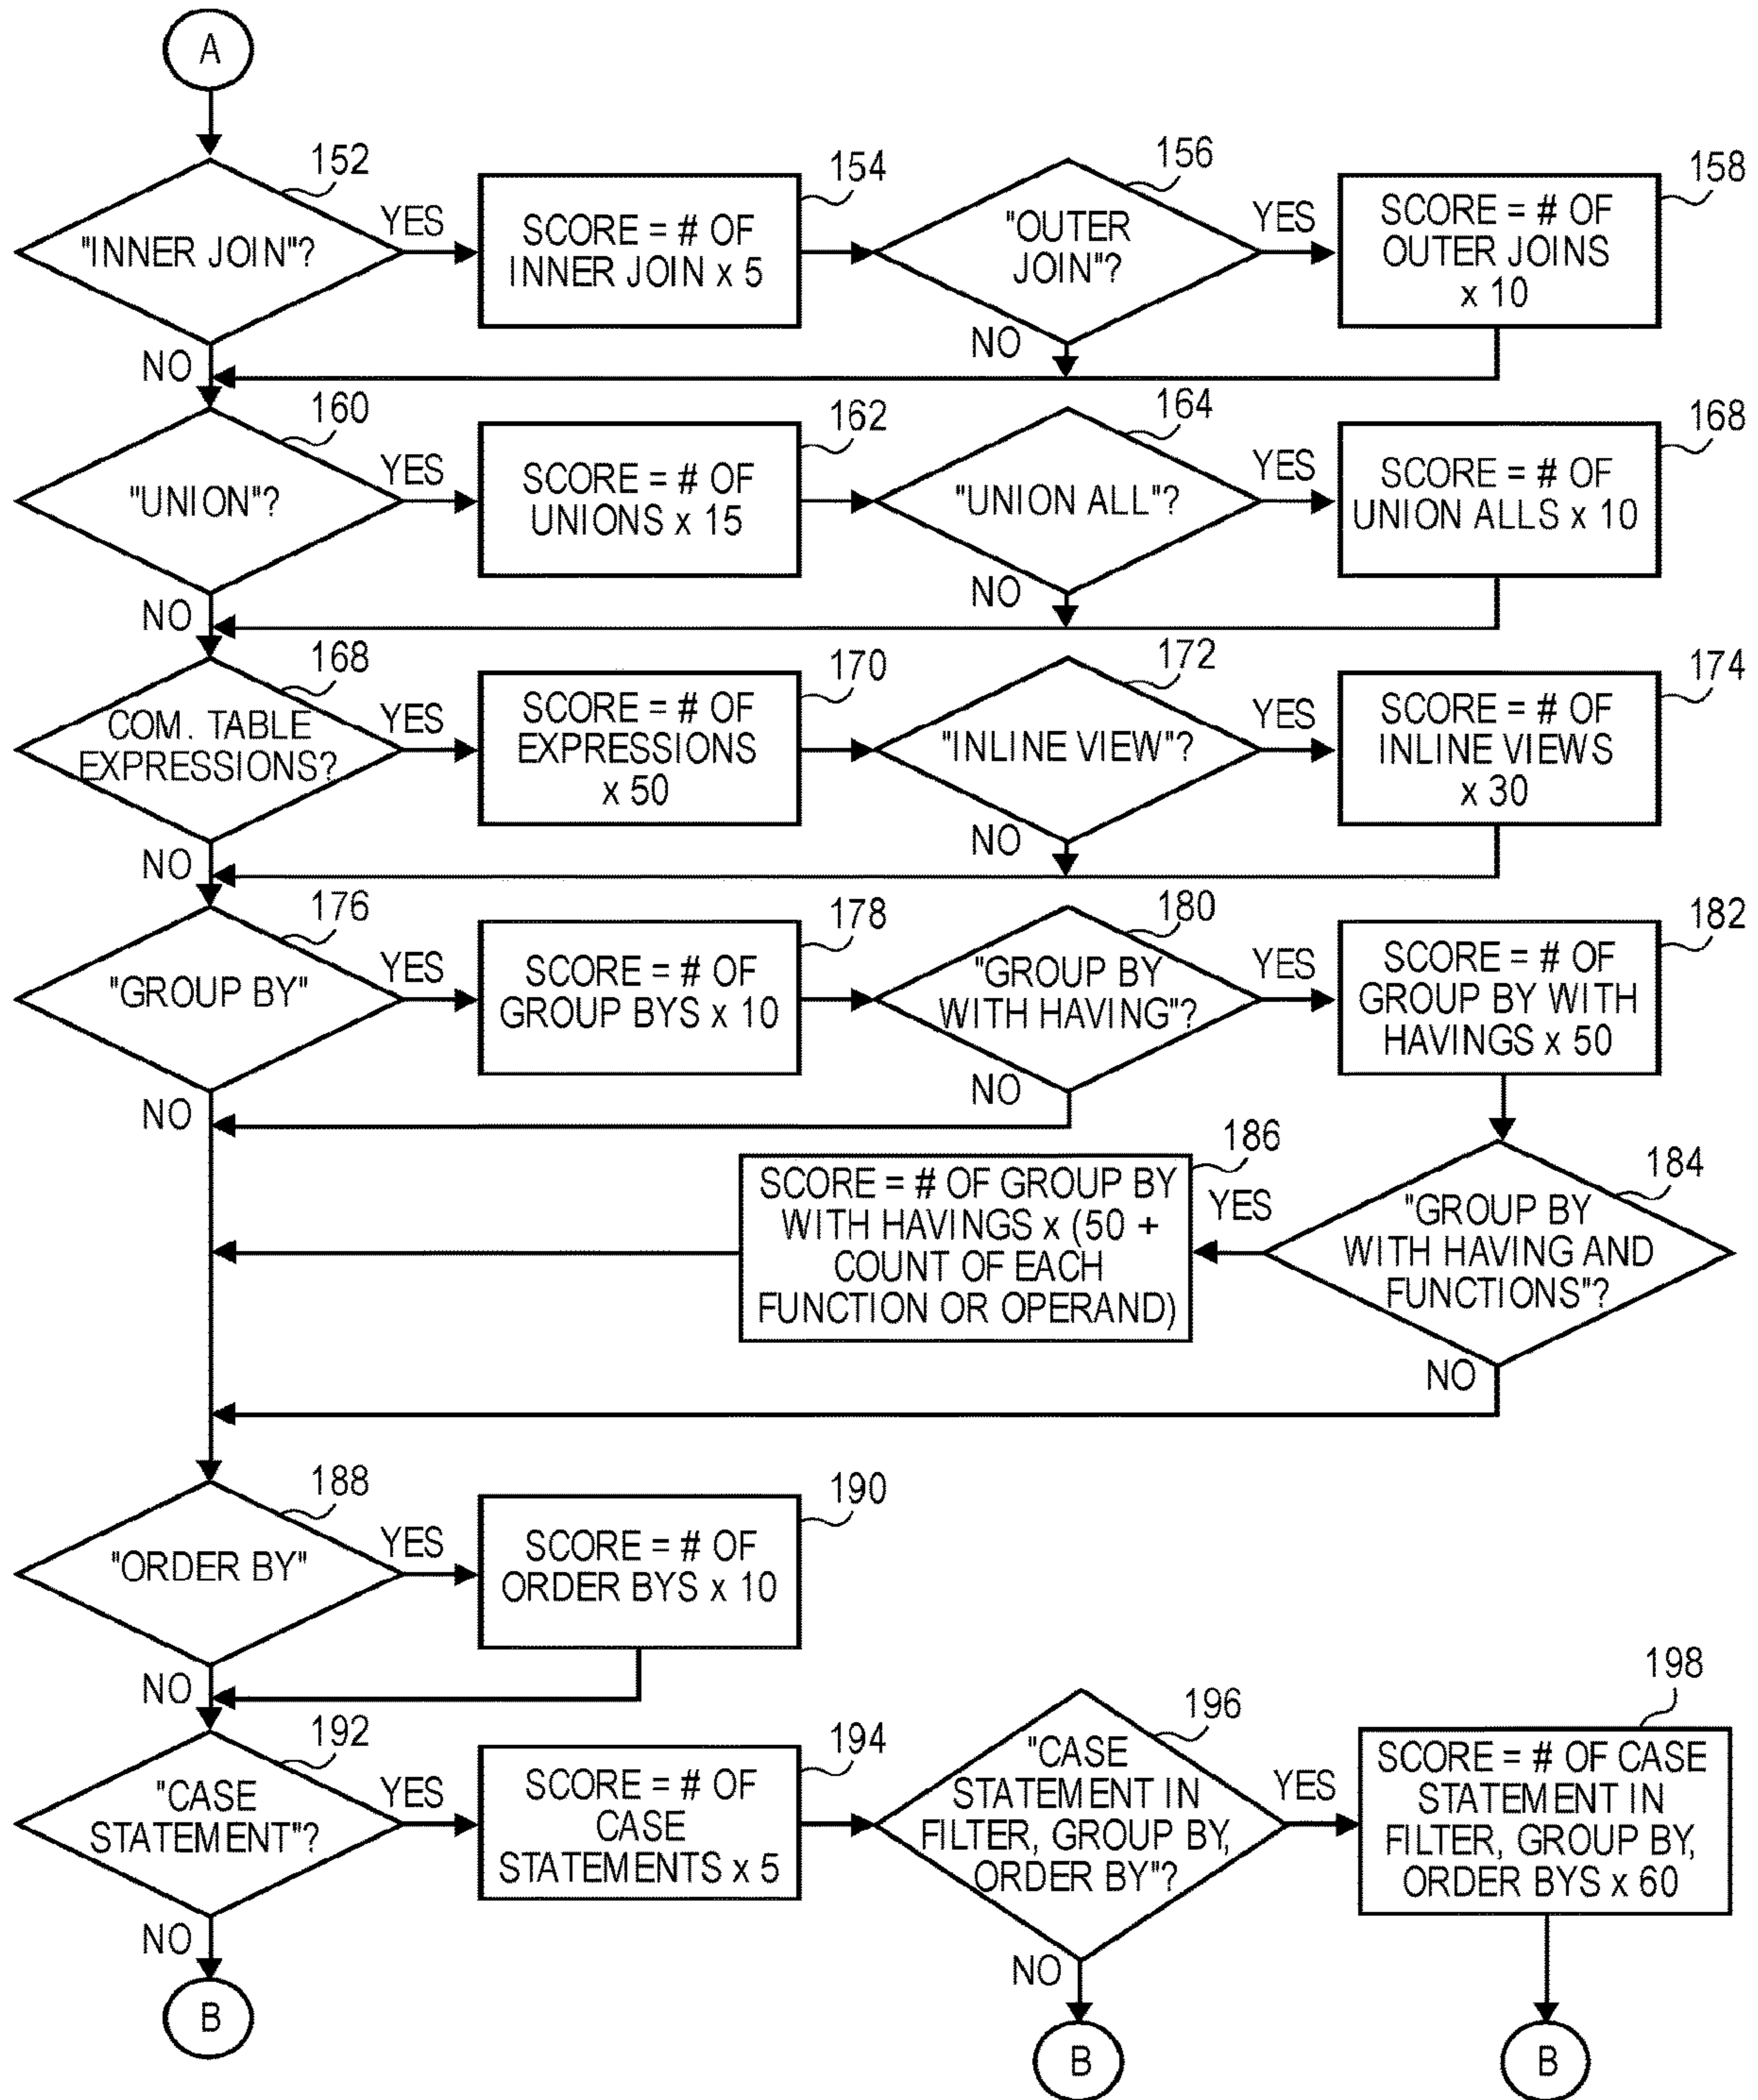 A
152
"INNER JOIN"?
YES
NO
154
SCORE = # OF
INNER JOIN x 5
156
"OUTER
JOIN"?
YES
NO
158
SCORE = # OF
OUTER JOINS
x 10
160
"UNION"?
YES
NO
162
SCORE = # OF
UNIONS x 15
164
"UNION ALL"?
YES
NO
168
SCORE = # OF
UNION ALLS x 10
168
COM. TABLE
EXPRESSIONS?
YES
NO
170
SCORE = # OF
EXPRESSIONS
x 50
172
"INLINE VIEW"?
YES
NO
174
SCORE = # OF
INLINE VIEWS
x 30
176
"GROUP BY"
YES
NO
178
SCORE = # OF
GROUP BYS x 10
180
"GROUP BY
WITH HAVING"?
YES
NO
182
SCORE = # OF
GROUP BY WITH
HAVINGS x 50
184
"GROUP BY
WITH HAVING AND
FUNCTIONS"?
YES
NO
186
SCORE = # OF GROUP BY
WITH HAVINGS x (50 +
COUNT OF EACH
FUNCTION OR OPERAND)
188
"ORDER BY"
YES
NO
190
SCORE = # OF
ORDER BYS x 10
192
"CASE
STATEMENT"?
YES
NO
194
SCORE = # OF
CASE
STATEMENTS x 5
196
"CASE
STATEMENT IN
FILTER, GROUP BY,
ORDER BY"?
YES
NO
198
SCORE = # OF CASE
STATEMENT IN
FILTER, GROUP BY,
ORDER BYS x 60
B
B
B